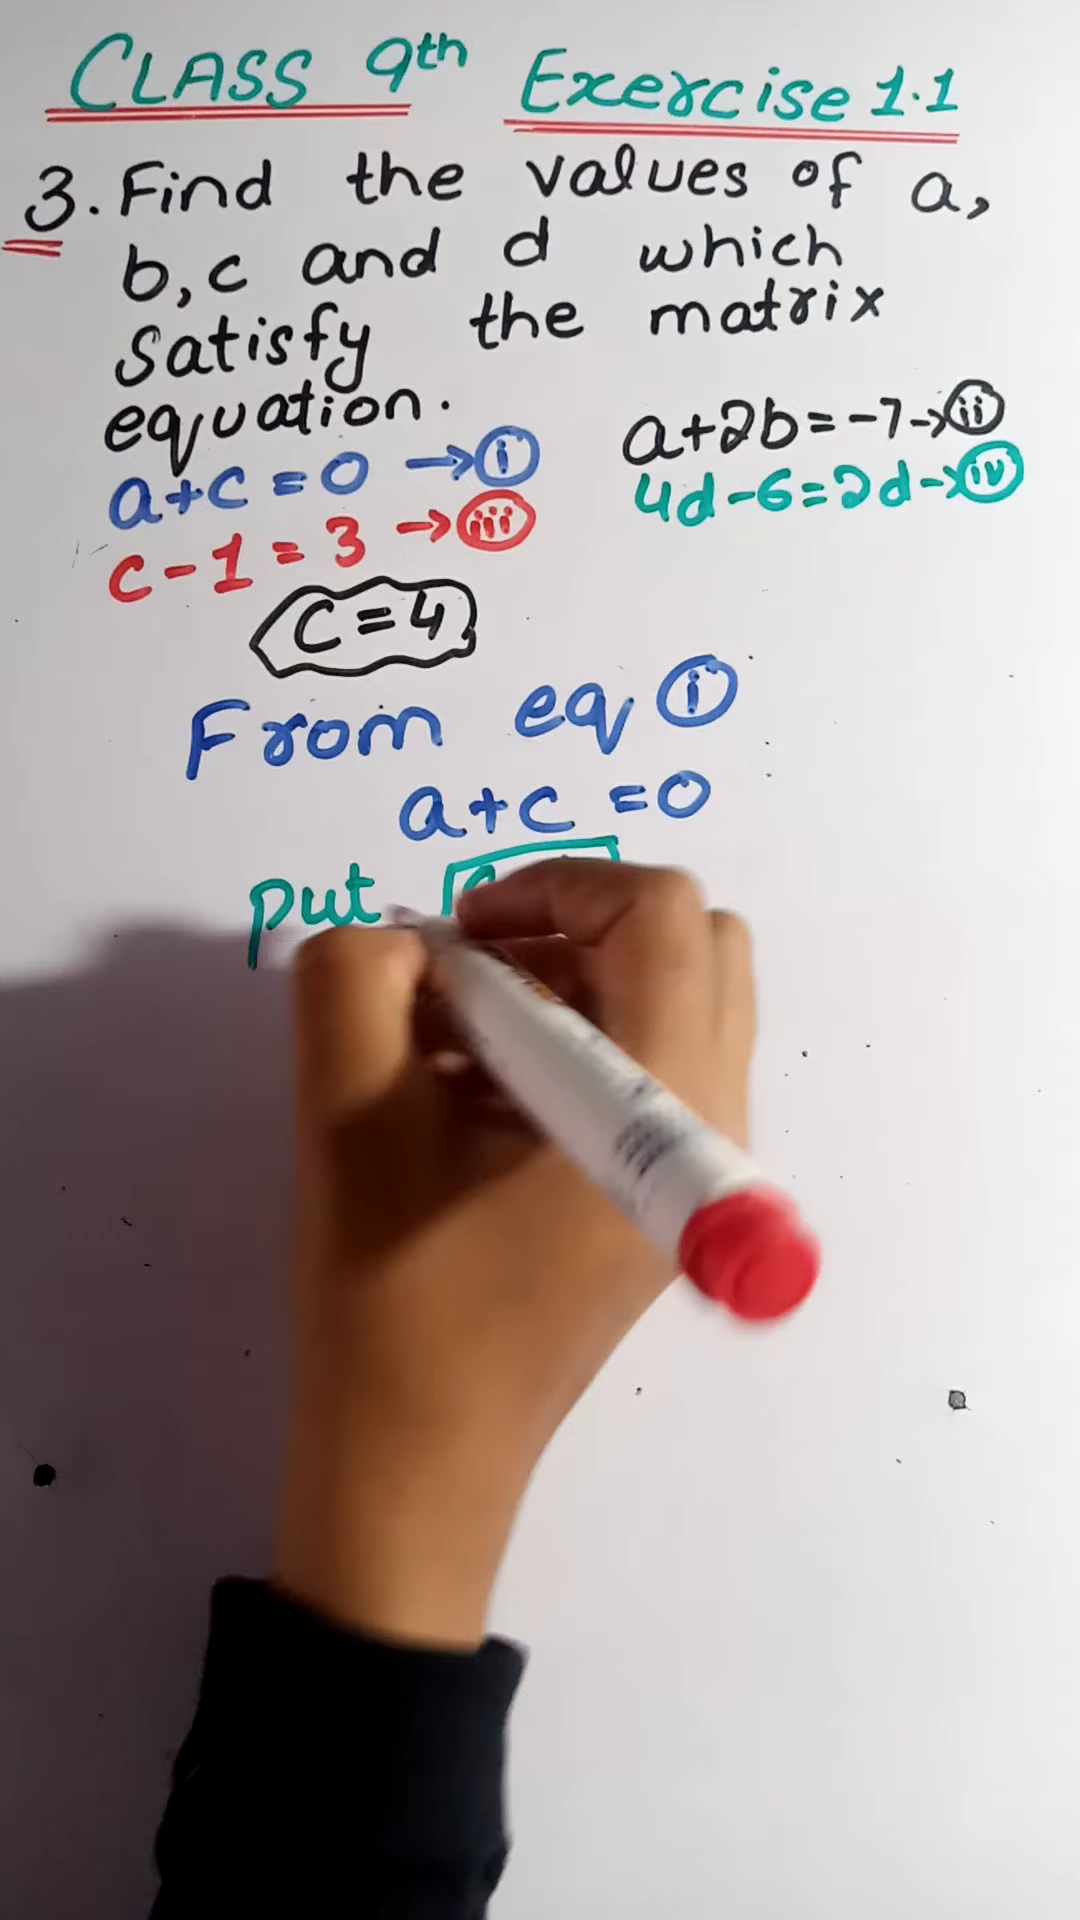 CLASS 9th Exercise 1.1
3. Find the values of a,
b, c and d which
satisfy the matrix
equation.
a+c=0 →(i) a+2b=-7→(ii)
c-1=3 →(iii) 4d-6=2d→(iv)
C=4
From eq (i)
a+c=0
put